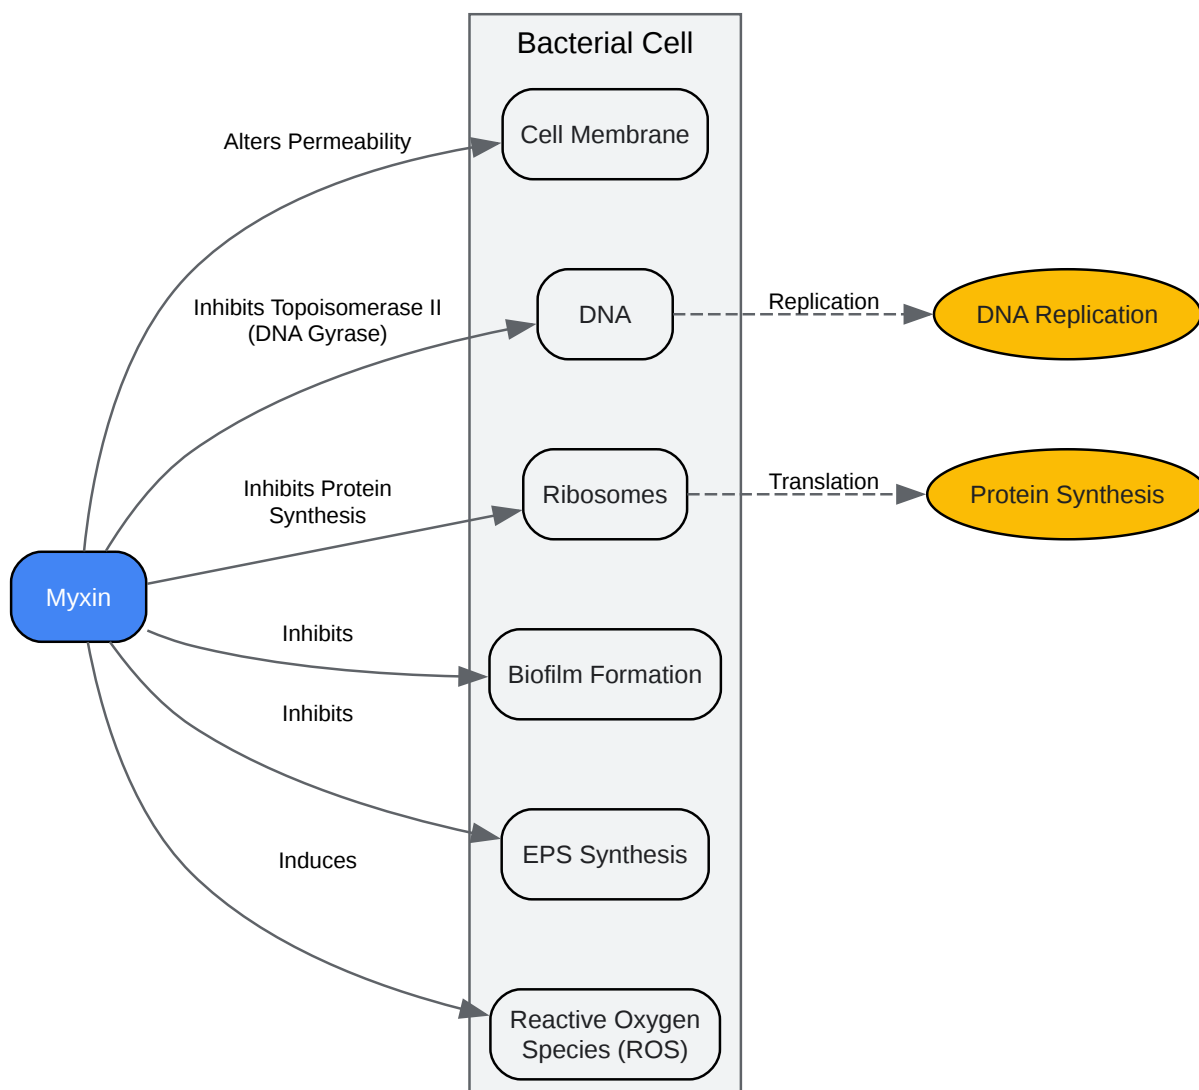 Bacterial Cell
Alters Permeability
Cell Membrane
Inhibits Topoisomerase II
(DNA Gyrase)
DNA
Replication
DNA Replication
Inhibits Protein
Synthesis
Ribosomes
Translation
Protein Synthesis
Myxin
Inhibits
Biofilm Formation
Inhibits
EPS Synthesis
Induces
Reactive Oxygen
Species (ROS)